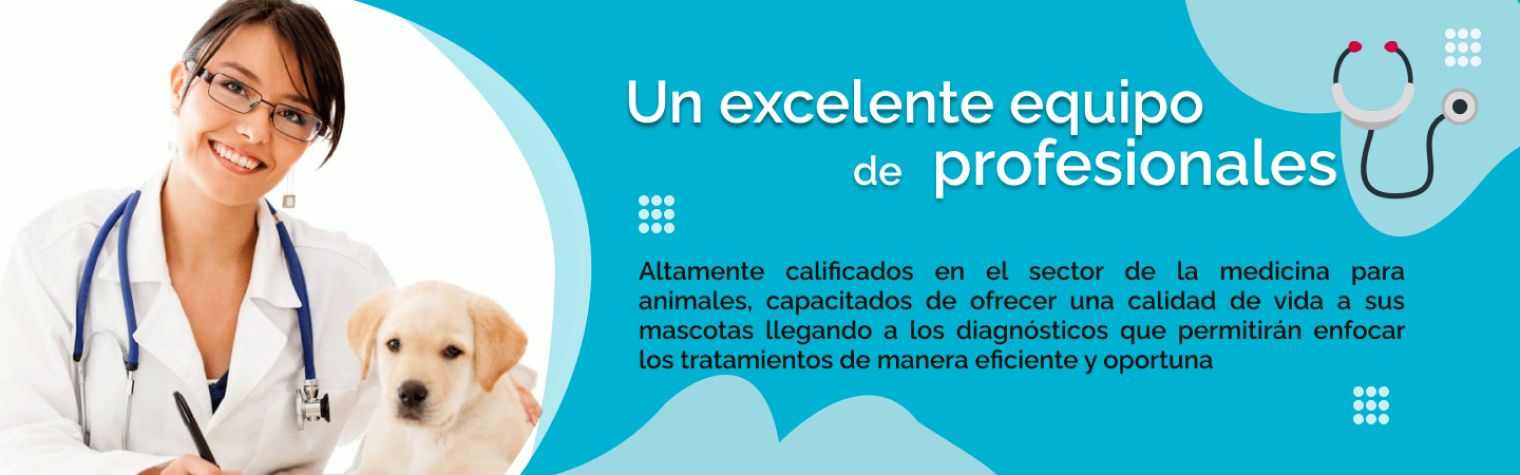 Un excelente equipo
de profesionales
Altamente calificados en el sector de la medicina para
animales, capacitados de ofrecer una calidad de vida a sus
mascotas llegando a los diagnósticos que permitirán enfocar
los tratamientos de manera eficiente y oportuna